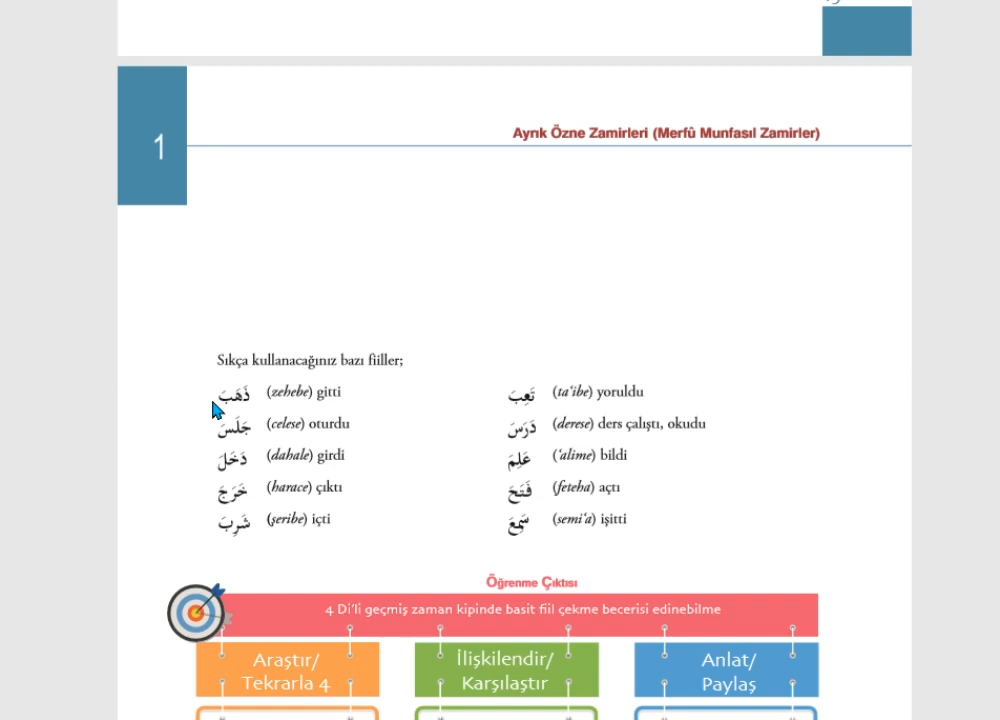 1
Ayrık Özne Zamirleri (Merfû Munfasıl Zamirler)
Sıkça kullanacağınız bazı fiiller;
ذَهَبَ (zehebe) gitti
جَلَسَ (celese) oturdu
دَخَلَ (dahale) girdi
خَرَجَ (harace) çıktı
شَرِبَ (şeribe) içti
تَعِبَ (ta‘ibe) yoruldu
دَرَسَ (derese) ders çalıştı, okudu
عَلِمَ (‘alime) bildi
فَتَحَ (feteha) açtı
سَمِعَ (semi‘a) işitti
Öğrenme Çıktısı
4 Di’li geçmiş zaman kipinde basit fiil çekme becerisi edinebilme
Araştır/
Tekrarla 4
İlişkilendir/
Karşılaştır
Anlat/
Paylaş